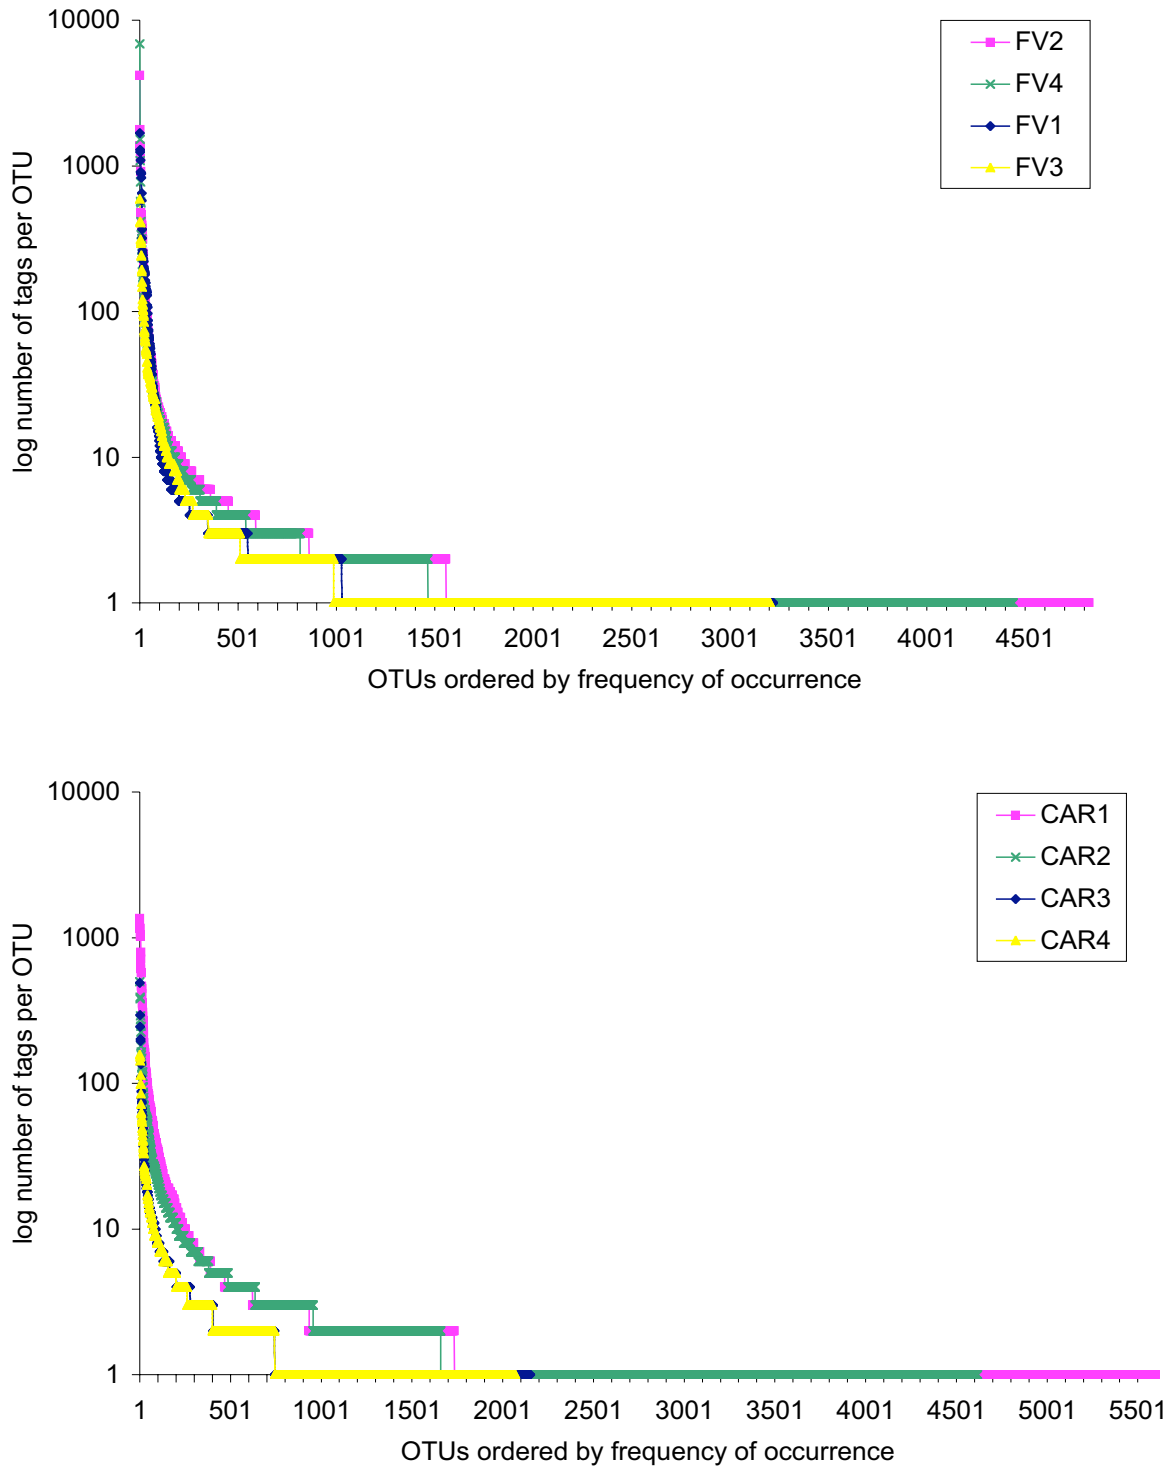 10000
1000
100
10
1
log number of tags per OTU
1 501 1001 1501 2001 2501 3001 3501 4001 4501
OTUs ordered by frequency of occurrence
FV2
FV4
FV1
FV3
10000
1000
100
10
1
log number of tags per OTU
1 501 1001 1501 2001 2501 3001 3501 4001 4501 5001 5501
OTUs ordered by frequency of occurrence
CAR1
CAR2
CAR3
CAR4